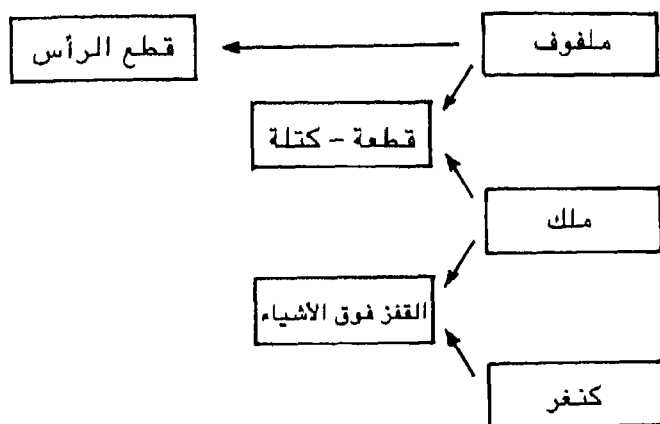 ملفوف
قطع الرأس
قطعة - كتلة
ملك
القفز فوق الأشياء
كنغر